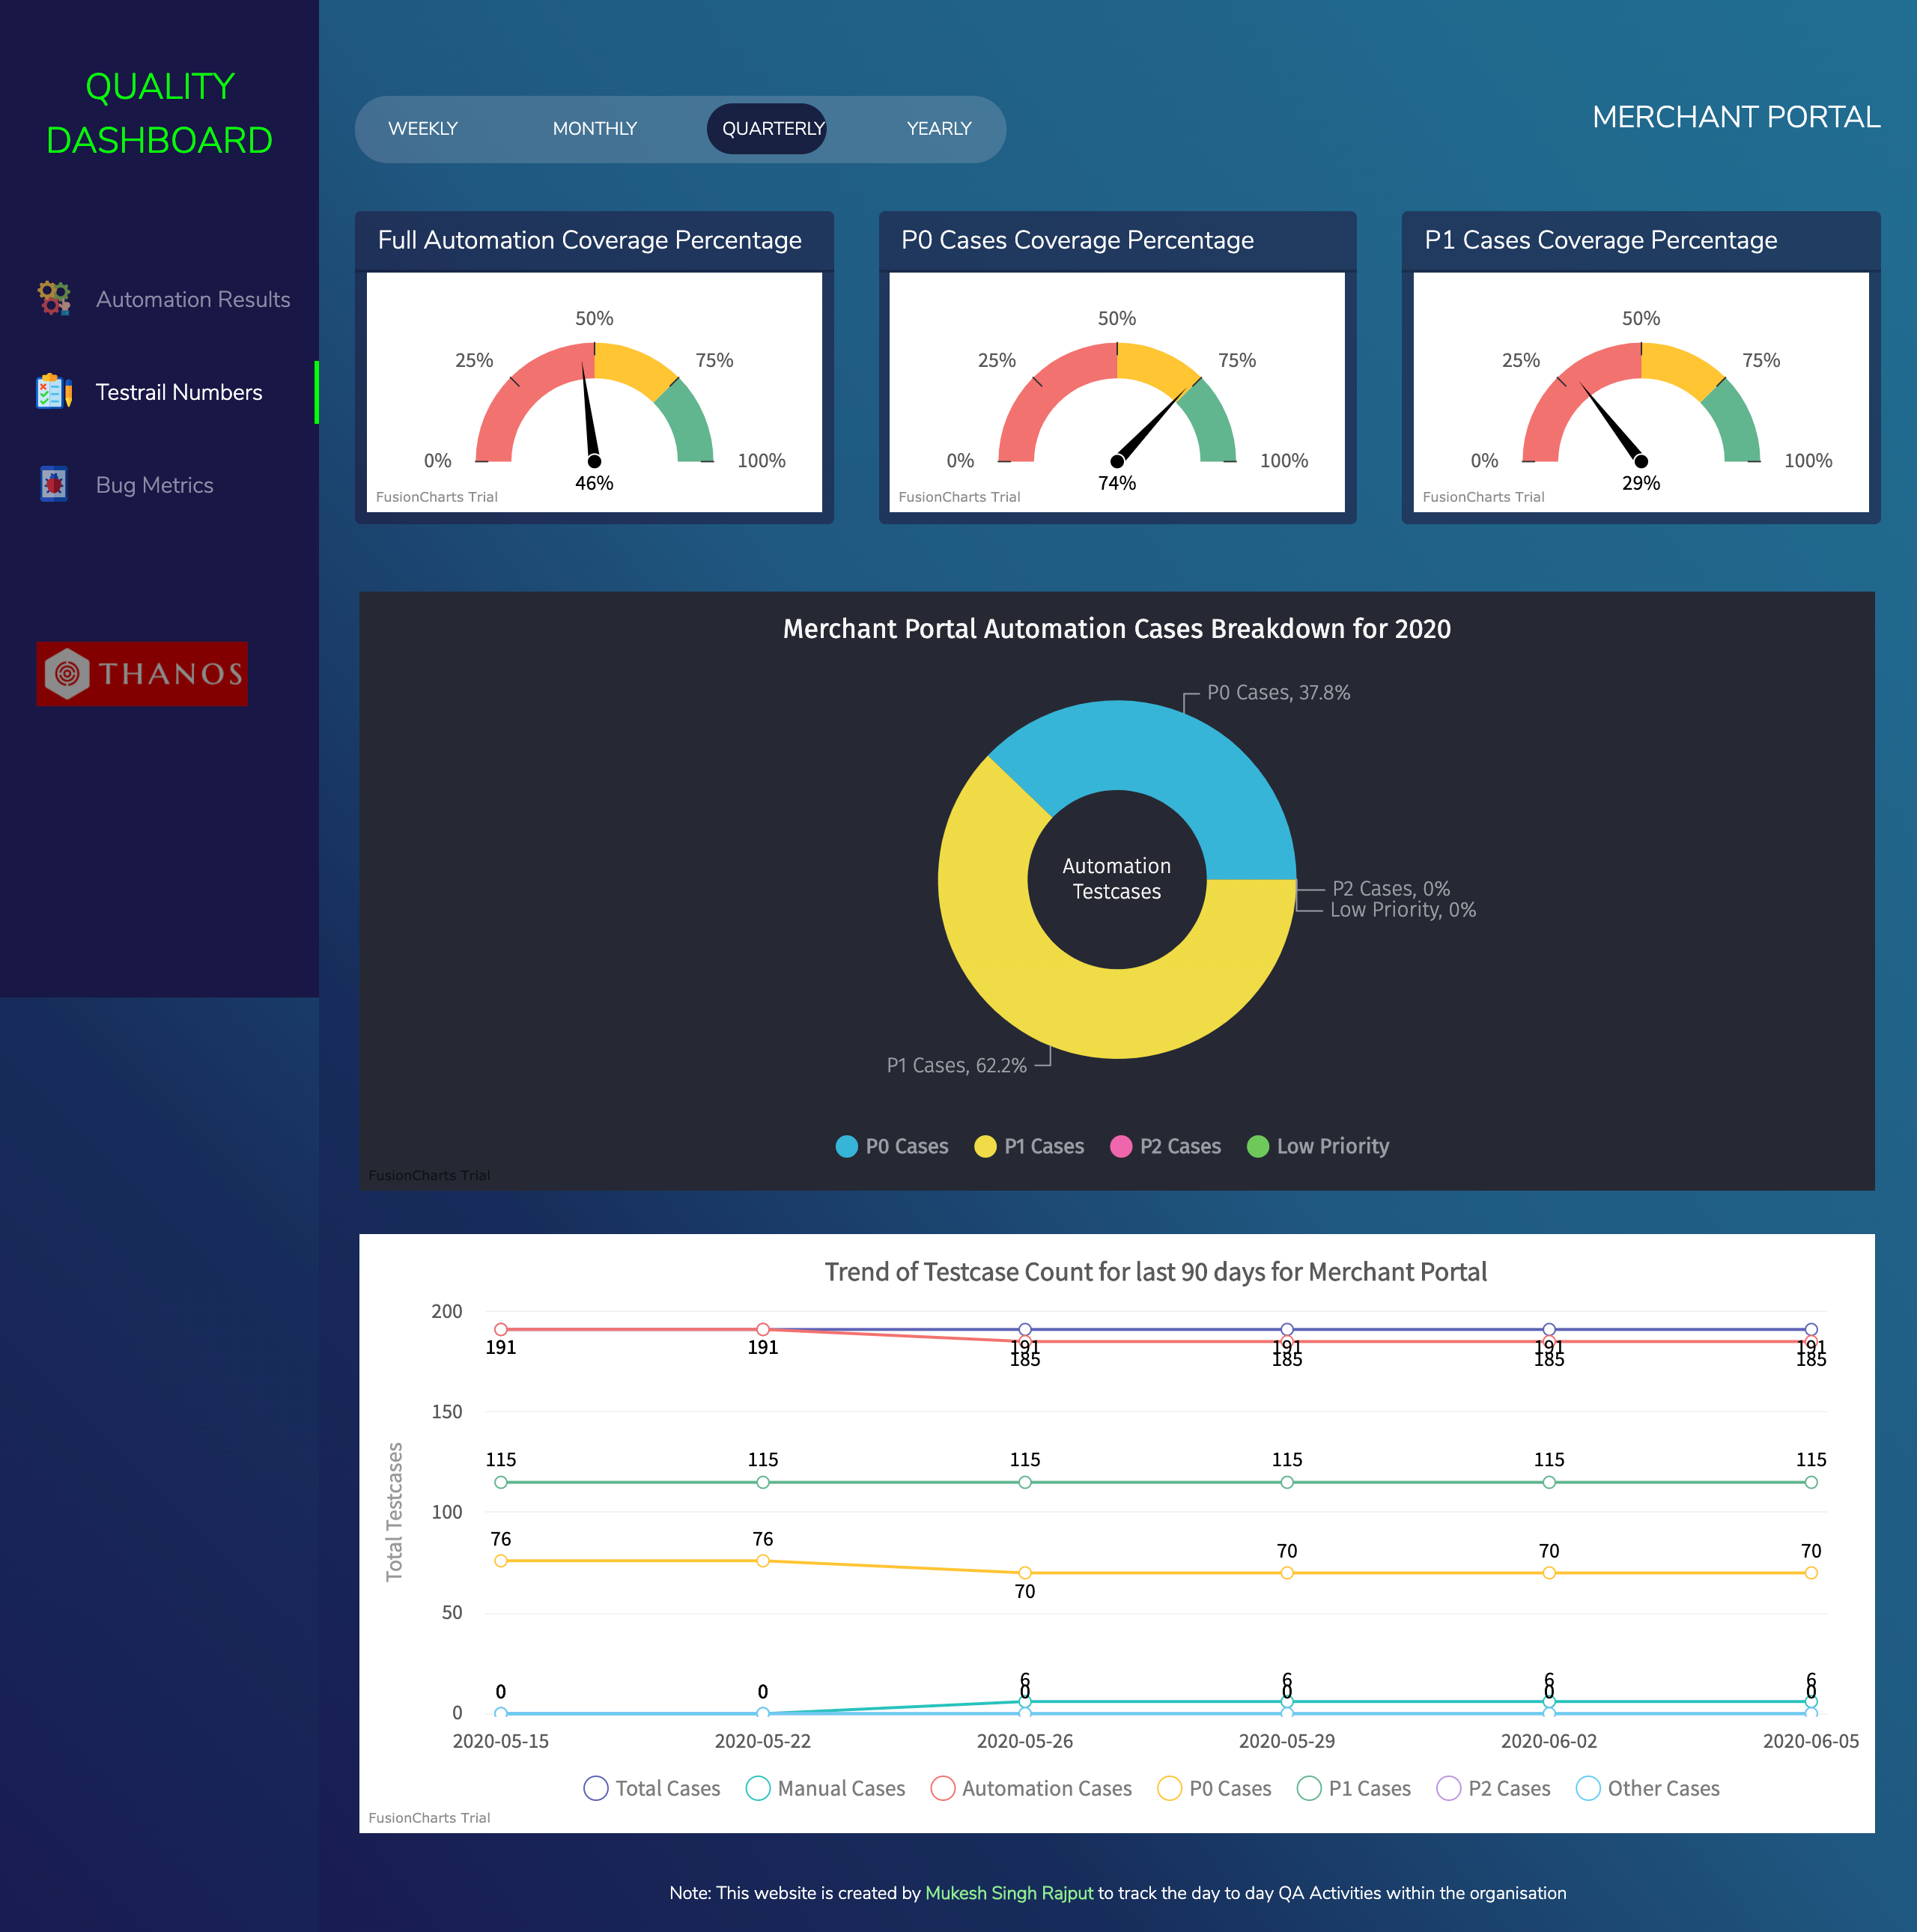 QUALITY
DASHBOARD
Automation Results
Testrail Numbers
Bug Metrics
THANOS
WEEKLY MONTHLY QUARTERLY YEARLY
MERCHANT PORTAL
Full Automation Coverage Percentage
50%
25% 75%
0% 100%
46%
FusionCharts Trial
P0 Cases Coverage Percentage
50%
25% 75%
0% 100%
74%
FusionCharts Trial
P1 Cases Coverage Percentage
50%
25% 75%
0% 100%
29%
FusionCharts Trial
Merchant Portal Automation Cases Breakdown for 2020
P0 Cases, 37.8%
Automation
Testcases
P2 Cases, 0%
Low Priority, 0%
P1 Cases, 62.2%
P0 Cases P1 Cases P2 Cases Low Priority
FusionCharts Trial
Trend of Testcase Count for last 90 days for Merchant Portal
Total Testcases
200
191 191 191 191 191 191
185 185 185 185
150
115 115 115 115 115 115
100
76 76 70 70 70
70
50
6 6 6 6
0 0 0 0 0 0
0
2020-05-15 2020-05-22 2020-05-26 2020-05-29 2020-06-02 2020-06-05
Total Cases Manual Cases Automation Cases P0 Cases P1 Cases P2 Cases Other Cases
FusionCharts Trial
Note: This website is created by Mukesh Singh Rajput to track the day to day QA Activities within the organisation